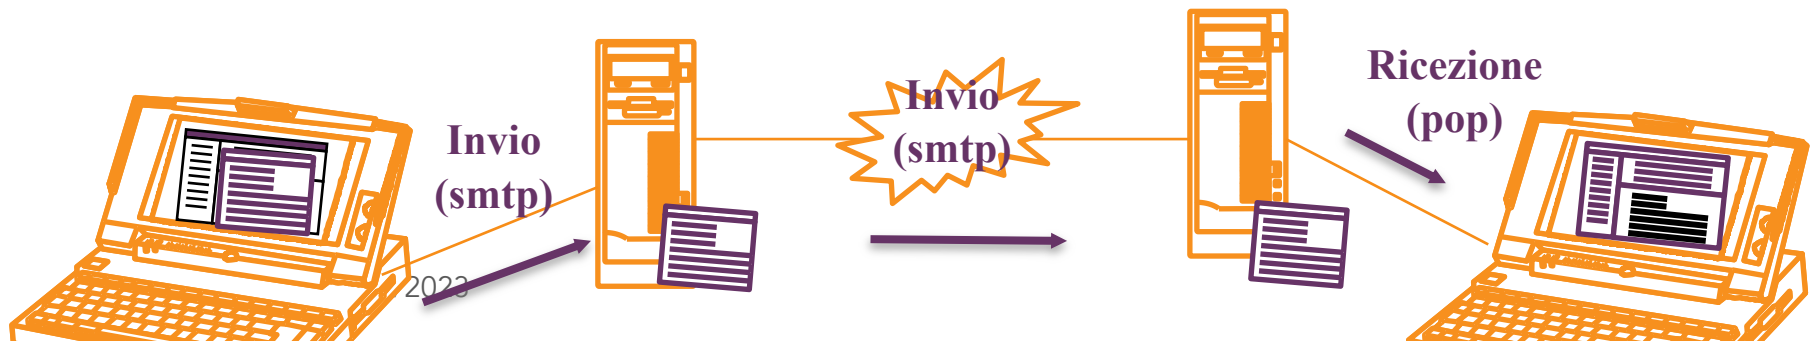 Invio
(smtp)
2023
Invio
(smtp)
Ricezione
(pop)